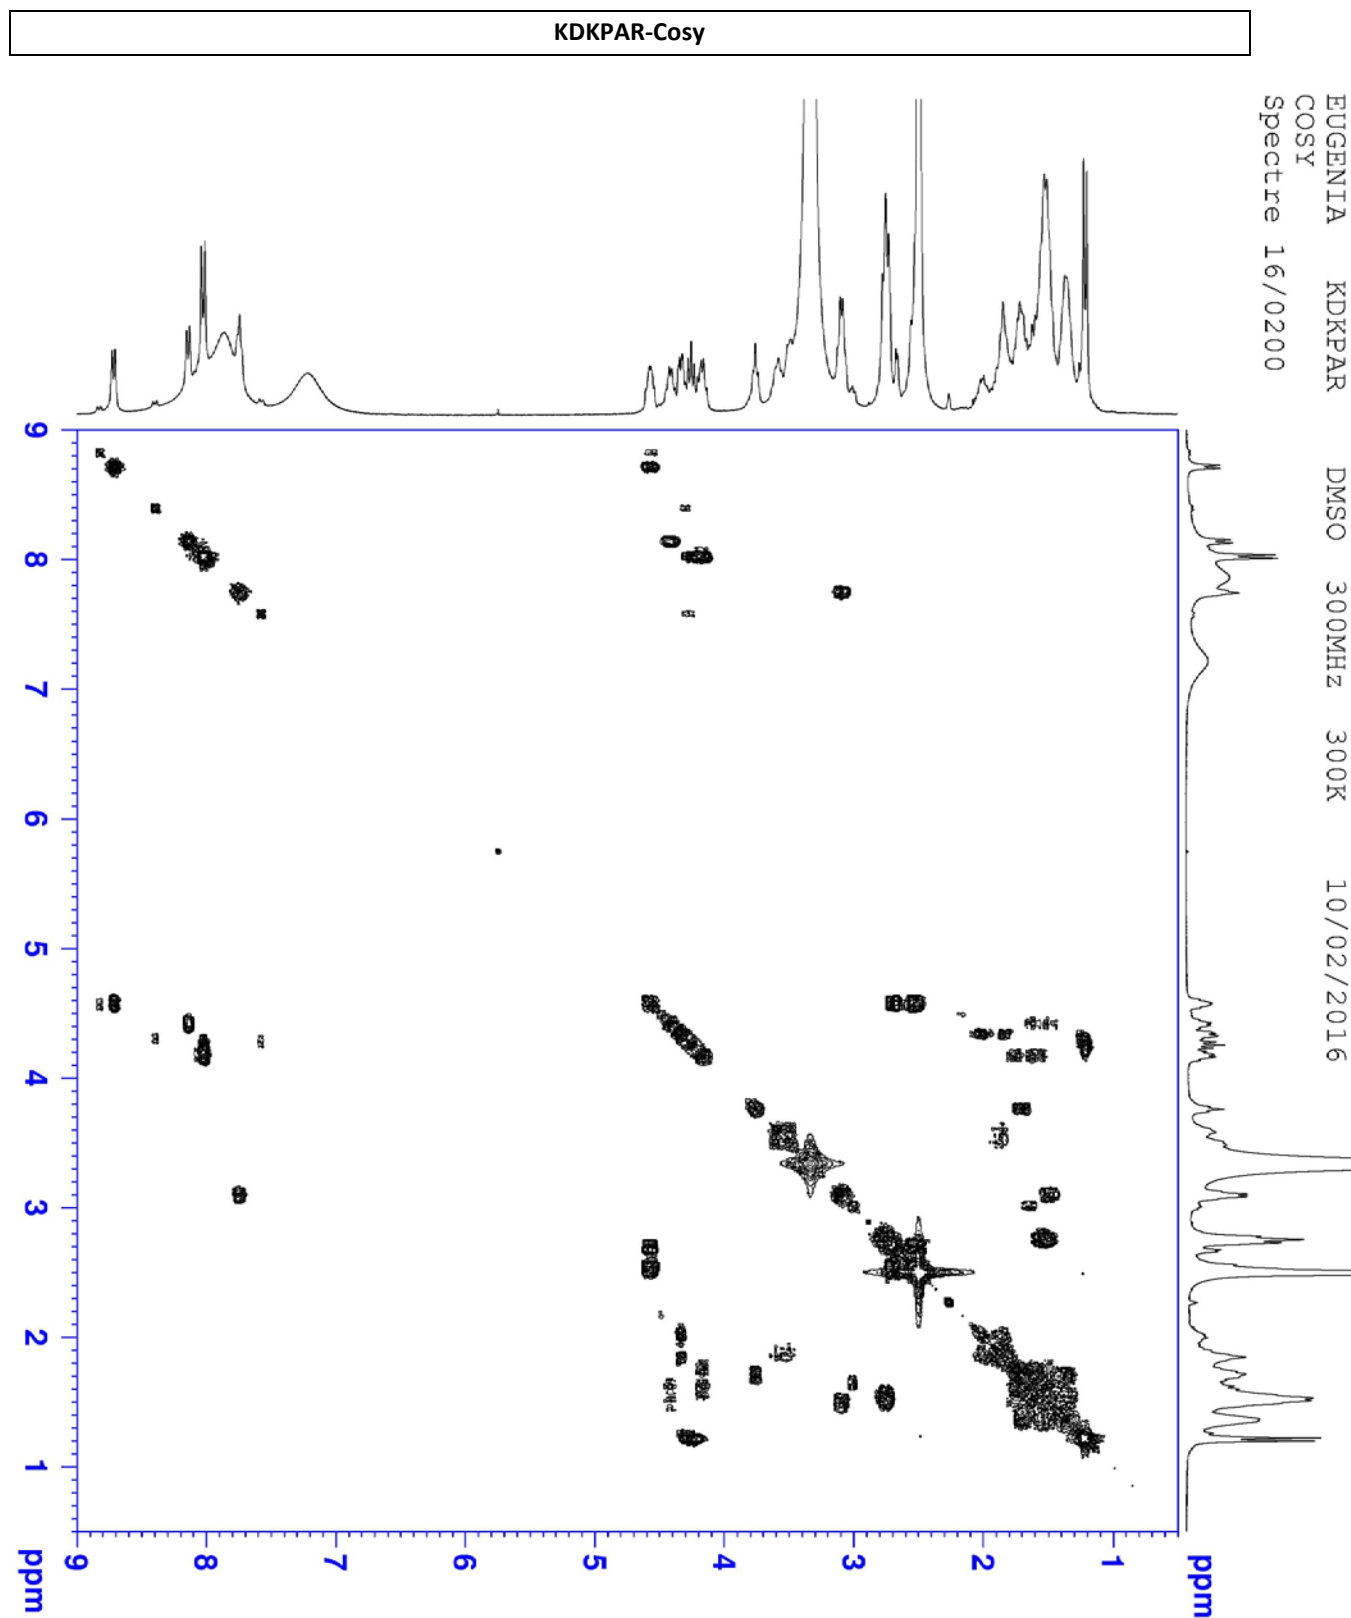 KDKPAR-Cosy
EUGENIA KDKPAR DMSO 300MHz 300K 10/02/2016
COSY
Spectre 16/0200
9
8
7
6
5
4
3
2
1
ppm
9 8 7 6 5 4 3 2 1 ppm